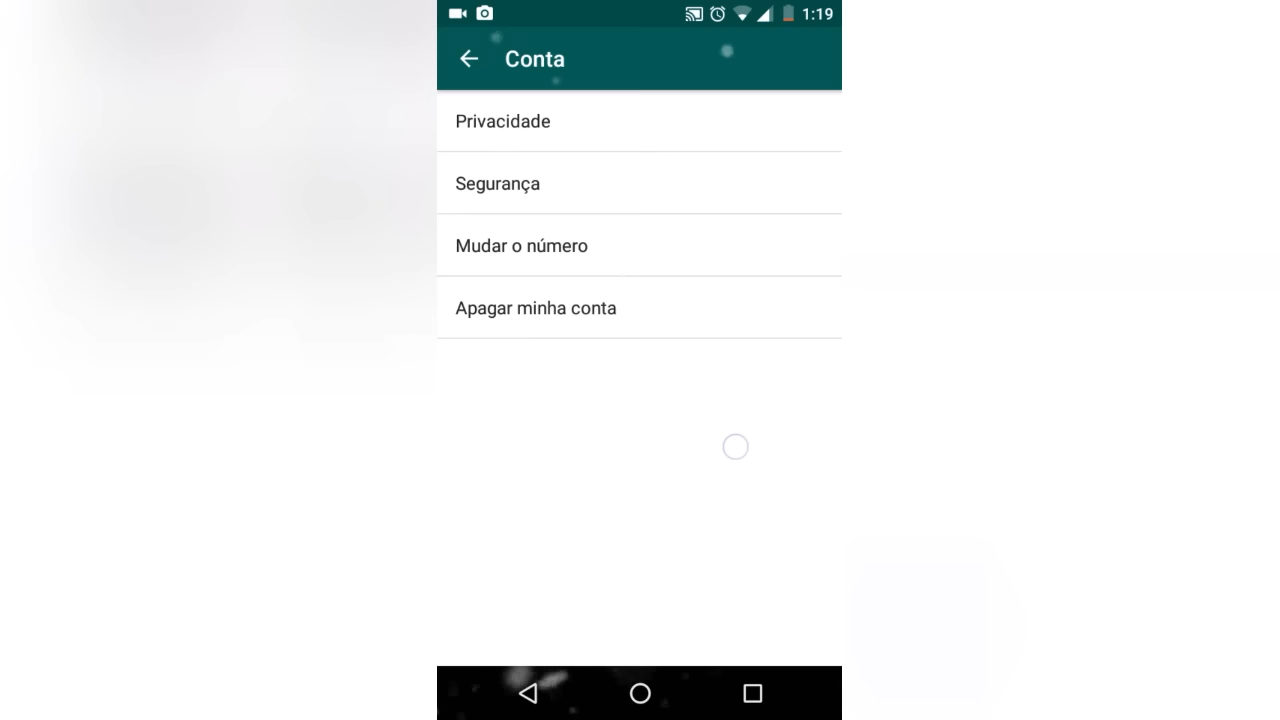 1:19
Conta
Privacidade
Segurança
Mudar o número
Apagar minha conta